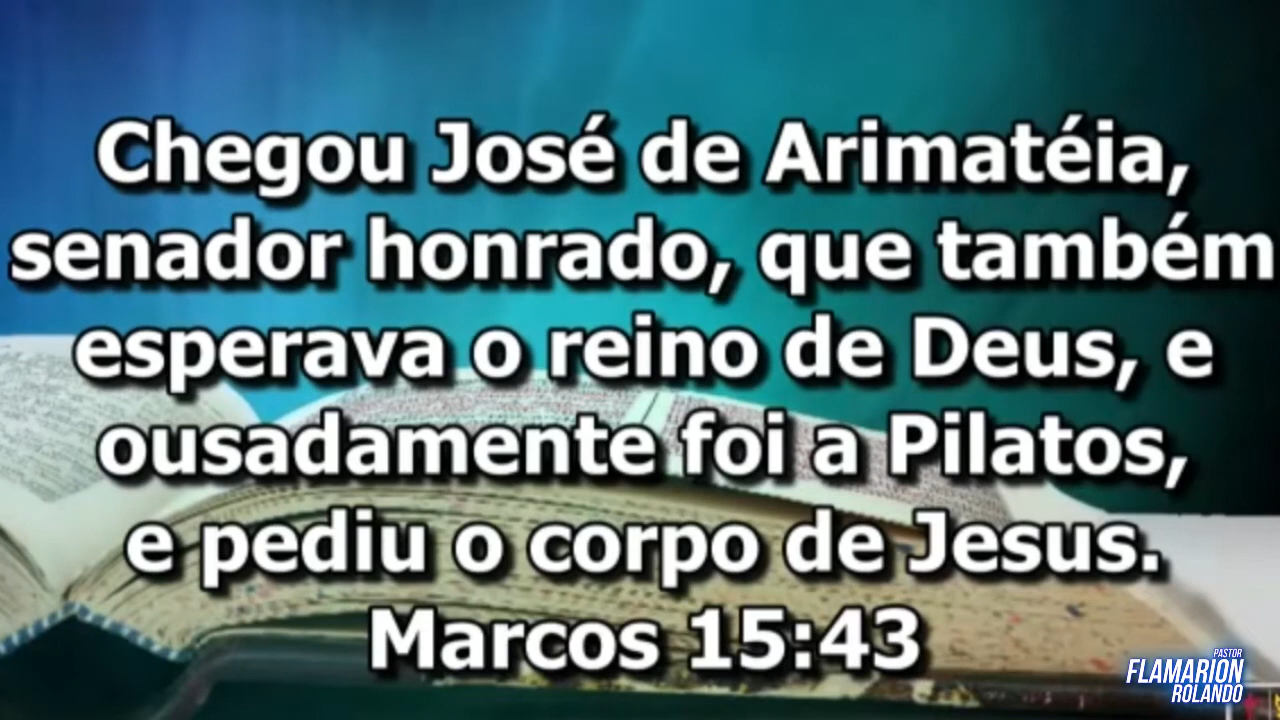 Chegou José de Arimatéia,
senador honrado, que também
esperava o reino de Deus, e
ousadamente foi a Pilatos,
e pediu o corpo de Jesus.
Marcos 15:43
PASTOR
FLAMARION
ROLANDO